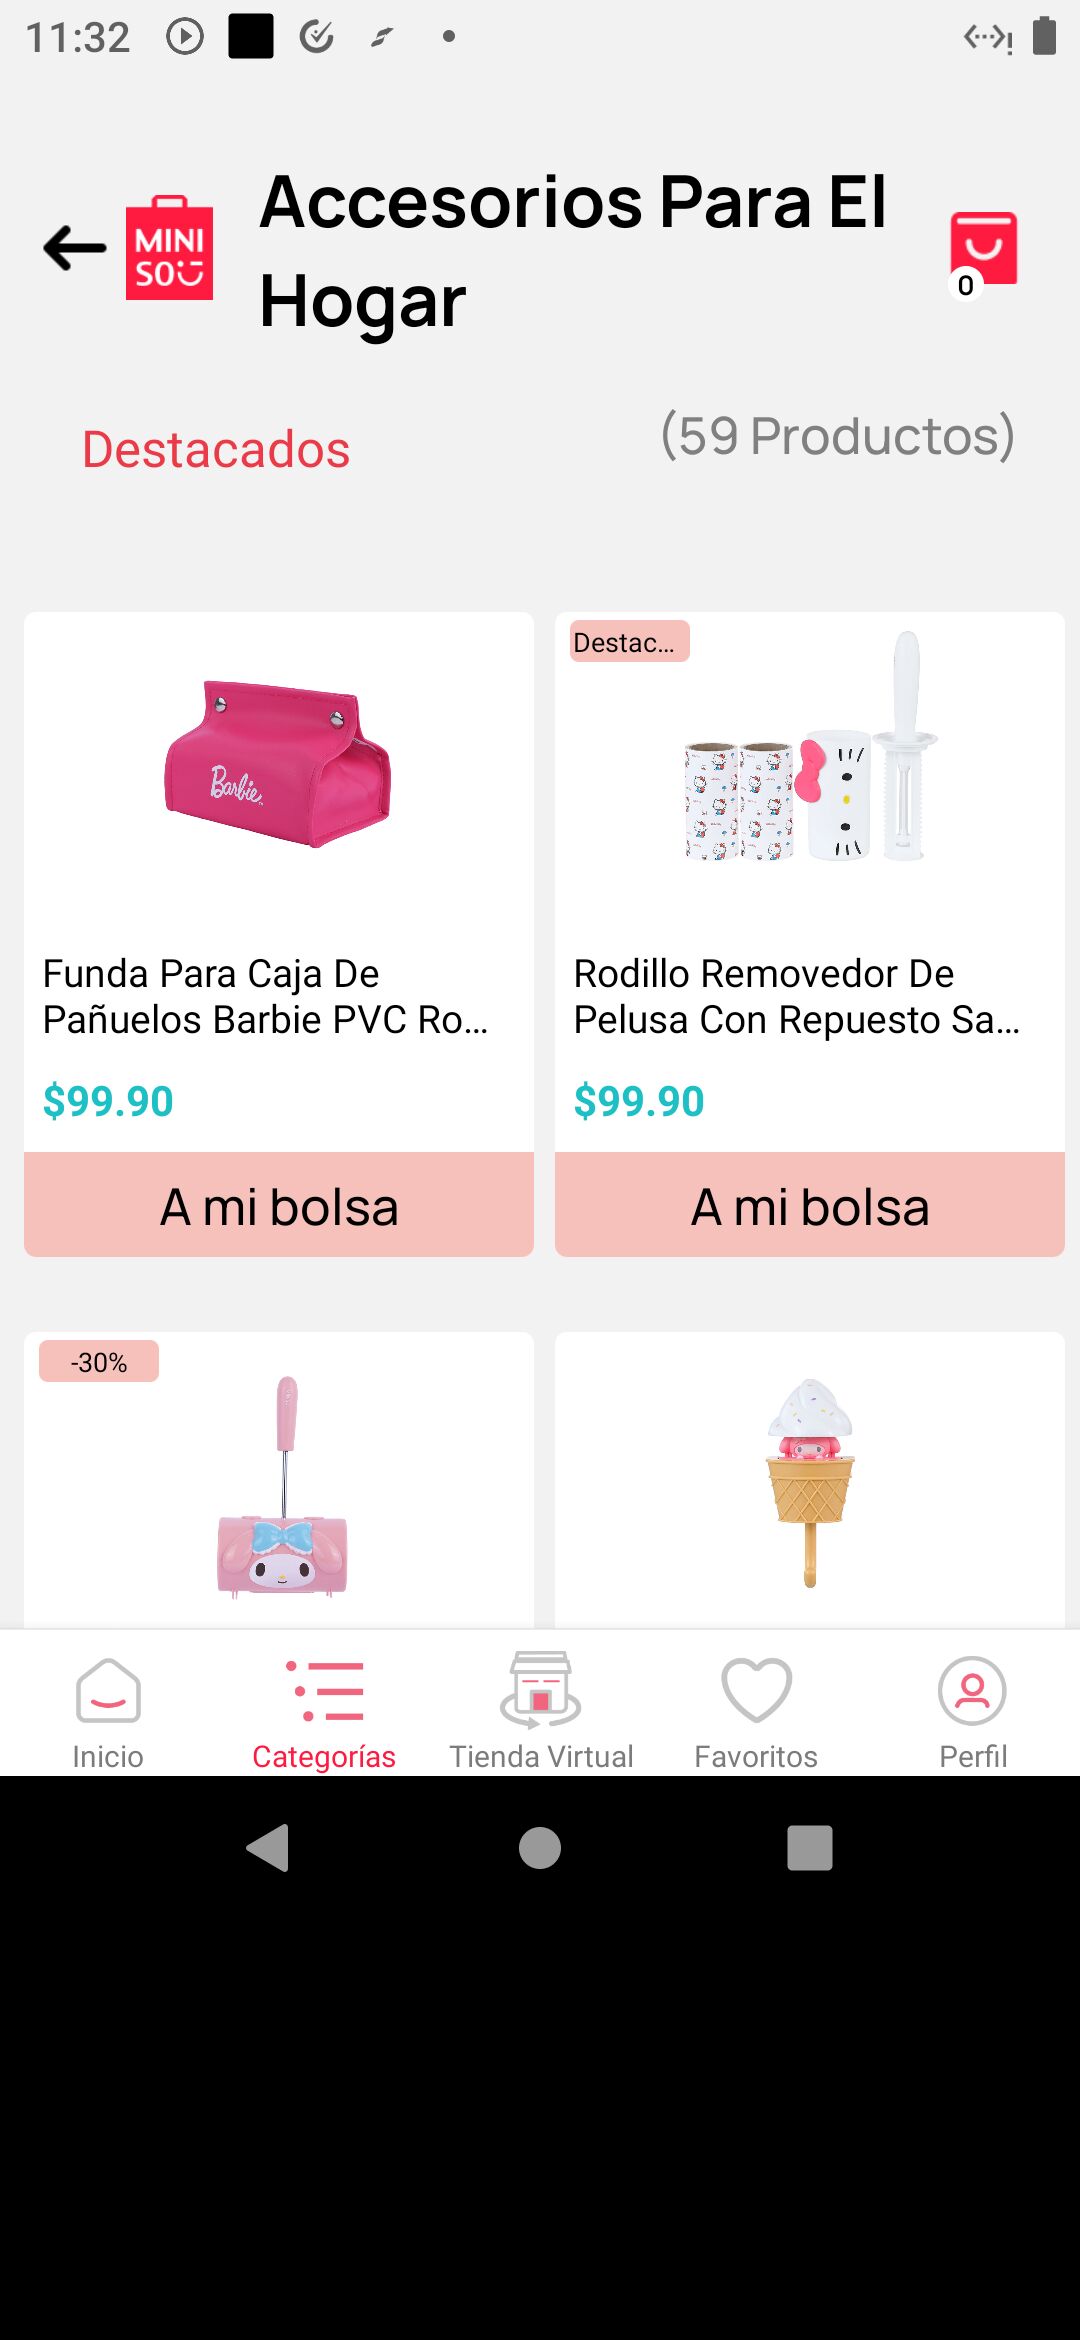 11:32
MINI
SO
Accesorios Para El
Hogar
0
Destacados
(59 Productos)
Destac...
Barbie
Funda Para Caja De
Pañuelos Barbie PVC Ro...
Rodillo Removedor De
Pelusa Con Repuesto Sa...
$99.90
$99.90
A mi bolsa
A mi bolsa
-30%
Inicio
Categorías
Tienda Virtual
Favoritos
Perfil